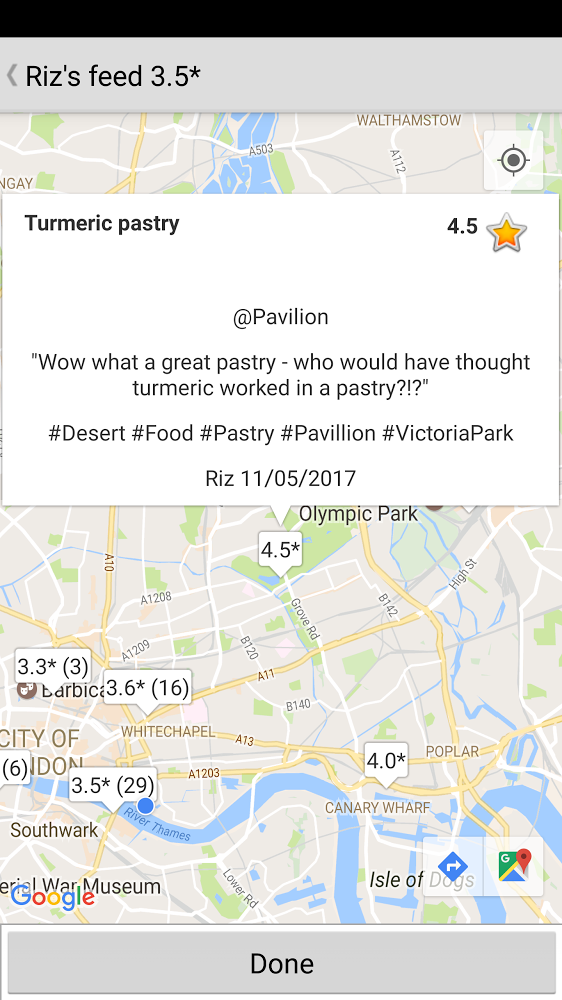 Riz's feed 3.5*
WALTHAMSTOW
A503
A112
NGAY
Turmeric pastry
4.5
@Pavilion
"Wow what a great pastry - who would have thought
turmeric worked in a pastry?!?"
#Desert #Food #Pastry #Pavillion #VictoriaPark
Riz 11/05/2017
Olympic Park
4.5*
A10
High St
A1208
Grove Rd
B142
A1209
B120
3.3* (3)
A11
Barbica
3.6* (16)
B140
CITY OF
LONDON
WHITECHAPEL
A13
4.0*
POPLAR
(6)
3.5* (29)
A1203
CANARY WHARF
River Thames
Southwark
Isle of Dogs
Lower Rd
erial War Museum
Google
G
Done